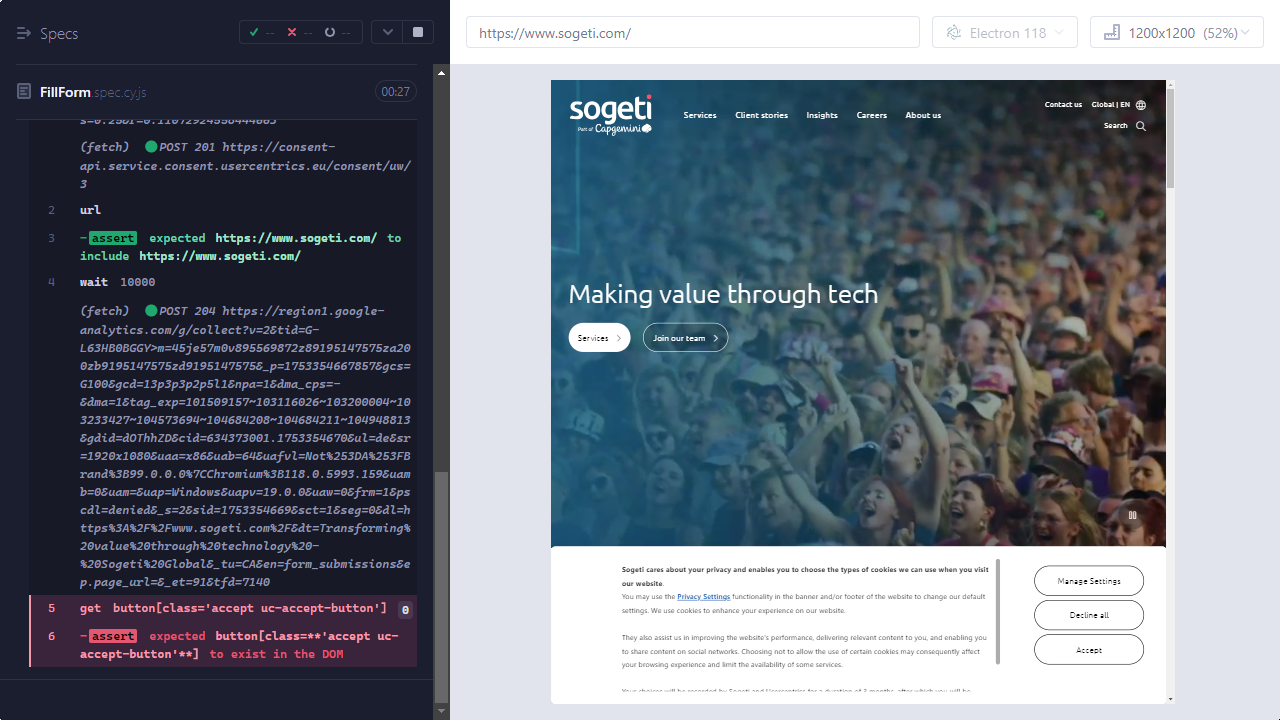 Specs
--
--
--
FillForm.spec.cy.js
00:27
(fetch) POST 201 https://consent-
api.service.consent.usercentrics.eu/consent/uw/
3
2 url
3 -assert expected https://www.sogeti.com/ to
include https://www.sogeti.com/
4 wait 10000
(fetch) POST 204 https://region1.google-
analytics.com/g/collect?v=2&tid=G-
L63HB0BGGY>m=45je57m0v895569872z89195147575za20
0zb9195147575zd9195147575&_p=1753354667857&gcs=
G100&gcd=13p3p3p2p5l1&npa=1&dma_cps=-
&dma=1&tag_exp=101509157~103116026~103200004~10
3233427~104573694~104684208~104684211~104948813
&gdid=dOThhZD&cid=634373001.1753354670&ul=de&sr
=1920x1080&uaa=x86&uab=64&uafvl=Not%253DA%253FB
rand%3B99.0.0.0%7CChromium%3B118.0.5993.159&uam
b=0&uam=&uap=Windows&uapv=19.0.0&uaw=0&frm=1&ps
cdl=denied&_s=2&sid=1753354669&sct=1&seg=0&dl=h
ttps%3A%2F%2Fwww.sogeti.com%2F&dt=Transforming%
20value%20through%20technology%20-
%20Sogeti%20Global&_tu=CA&en=form_submissions&e
p.page_url=&_et=91&tfd=7140
5 get button[class='accept uc-accept-button'] 0
6 -assert expected button[class=**'accept uc-
accept-button'**] to exist in the DOM
https://www.sogeti.com/
Electron 118
1200x1200 (52%)
sogeti
Part of Capgemini
Services
Client stories
Insights
Careers
About us
Contact us
Global | EN
Search
Making value through tech
Services
Join our team
Sogeti cares about your privacy and enables you to choose the types of cookies we can use when you visit
our website.
You may use the Privacy Settings functionality in the banner and/or footer of the website to change our default
settings. We use cookies to enhance your experience on our website.
They also assist us in improving the website's performance, delivering relevant content to you, and enabling you
to share content on social networks. Choosing not to allow the use of certain cookies may consequently affect
your browsing experience and limit the availability of some services.
Manage Settings
Decline all
Accept